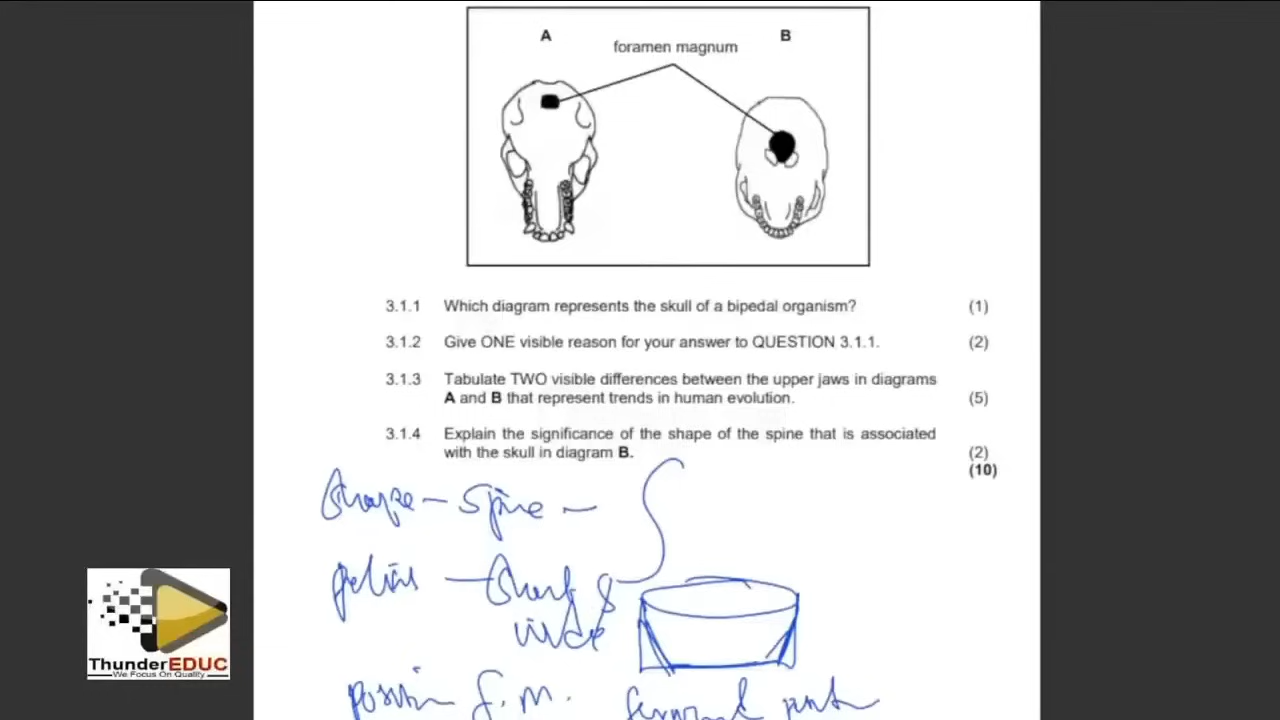 A
B
foramen magnum
3.1.1 Which diagram represents the skull of a bipedal organism? (1)
3.1.2 Give ONE visible reason for your answer to QUESTION 3.1.1. (2)
3.1.3 Tabulate TWO visible differences between the upper jaws in diagrams
A and B that represent trends in human evolution. (5)
3.1.4 Explain the significance of the shape of the spine that is associated
with the skull in diagram B. (2)
(10)
Shape - Spine - S
pelvis - Short &
wide
position f.m.
ThunderEDUC
We Focus On Quality